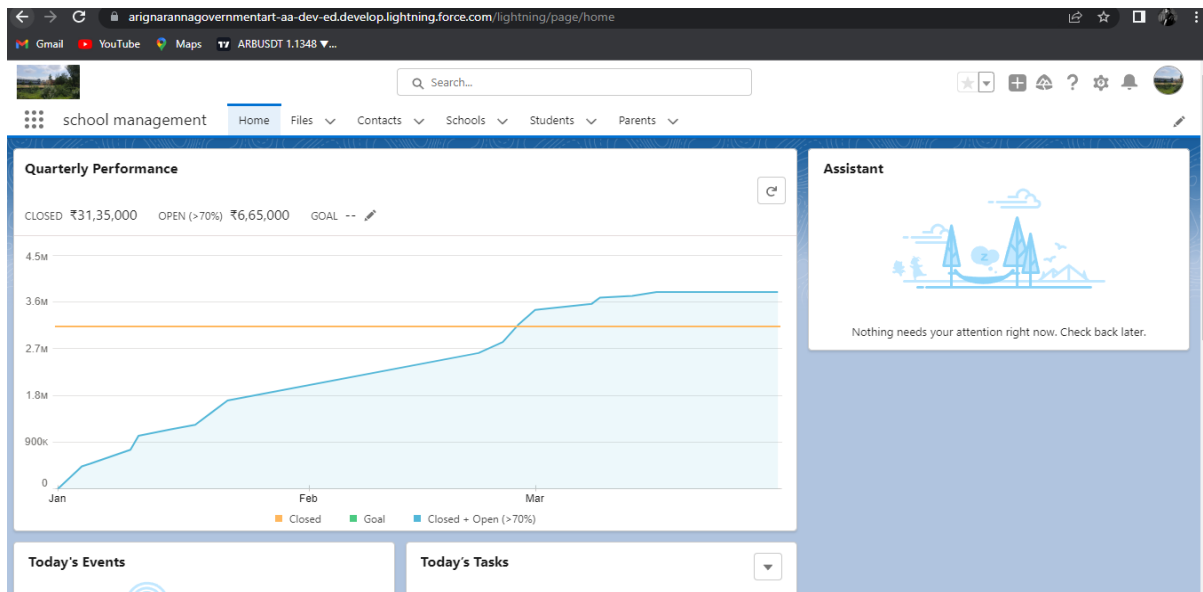 arignarannagovernmentart-aa-dev-ed.develop.lightning.force.com/lightning/page/home
Gmail YouTube Maps ARBUSDT 1.1348 ▼...
Search...
school management Home Files Contacts Schools Students Parents
Quarterly Performance
CLOSED ₹31,35,000 OPEN (>70%) ₹6,65,000 GOAL --
4.5M
3.6M
2.7M
1.8M
900K
0
Jan Feb Mar
Closed Goal Closed + Open (>70%)
Assistant
z
Nothing needs your attention right now. Check back later.
Today's Events
Today's Tasks